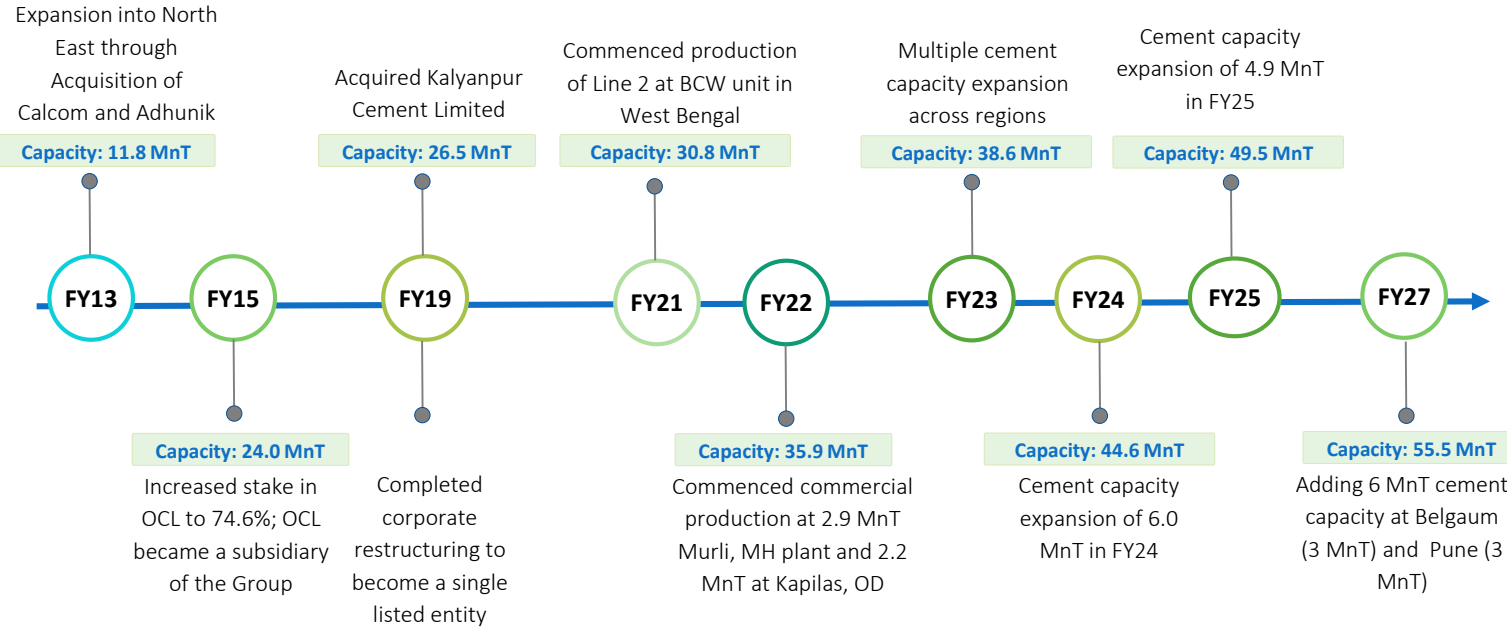 Expansion into North
East through
Acquisition of
Calcom and Adhunik
Capacity: 11.8 MnT
Acquired Kalyanpur
Cement Limited
Capacity: 26.5 MnT
Commenced production
of Line 2 at BCW unit in
West Bengal
Capacity: 30.8 MnT
Multiple cement
capacity expansion
across regions
Capacity: 38.6 MnT
Cement capacity
expansion of 4.9 MnT
in FY25
Capacity: 49.5 MnT
FY13
FY15
FY19
FY21
FY22
FY23
FY24
FY25
FY27
Capacity: 24.0 MnT
Increased stake in
OCL to 74.6%; OCL
became a subsidiary
of the Group
Completed
corporate
restructuring to
become a single
listed entity
Capacity: 35.9 MnT
Commenced commercial
production at 2.9 MnT
Murli, MH plant and 2.2
MnT at Kapilas, OD
Capacity: 44.6 MnT
Cement capacity
expansion of 6.0
MnT in FY24
Capacity: 55.5 MnT
Adding 6 MnT cement
capacity at Belgaum
(3 MnT) and Pune (3
MnT)